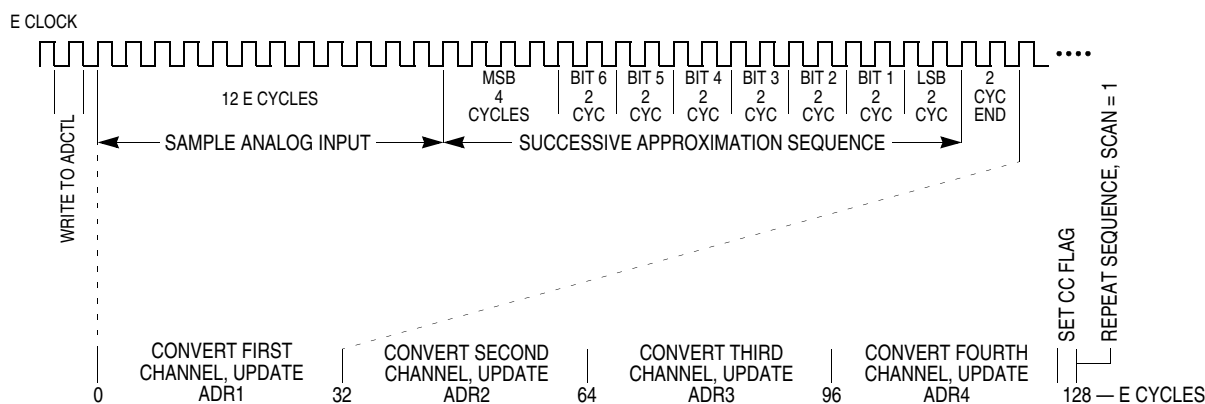 E CLOCK
12 E CYCLES
MSB
4
CYCLES
BIT 6
2
CYC
BIT 5
2
CYC
BIT 4
2
CYC
BIT 3
2
CYC
BIT 2
2
CYC
BIT 1
2
CYC
LSB
2
CYC
2
CYC
END
WRITE TO ADCTL
SAMPLE ANALOG INPUT
SUCCESSIVE APPROXIMATION SEQUENCE
SET CC FLAG
REPEAT SEQUENCE, SCAN = 1
CONVERT FIRST
CHANNEL, UPDATE
ADR1
CONVERT SECOND
CHANNEL, UPDATE
ADR2
CONVERT THIRD
CHANNEL, UPDATE
ADR3
CONVERT FOURTH
CHANNEL, UPDATE
ADR4
0
32
64
96
128 — E CYCLES